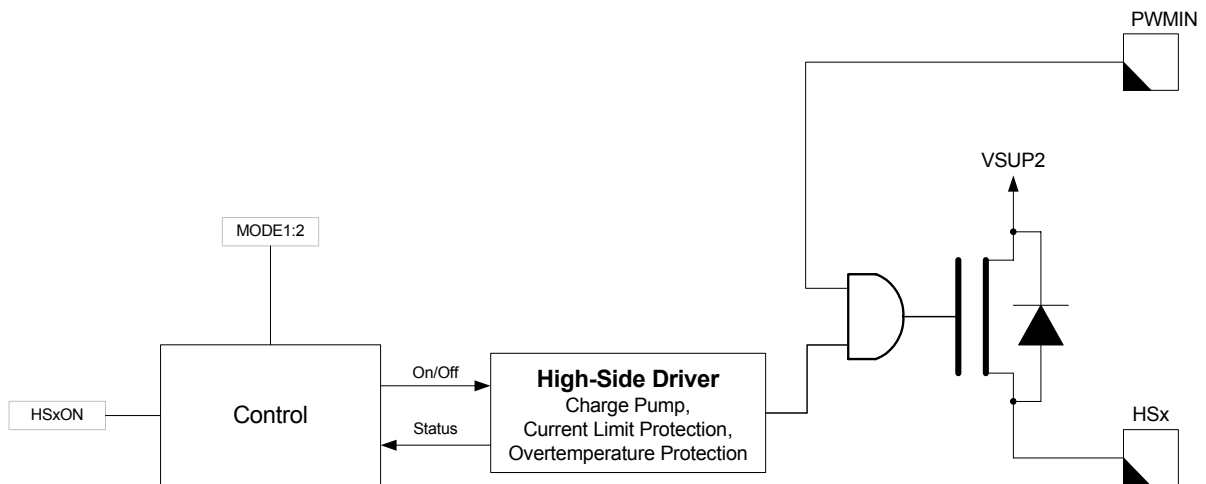 PWMIN
VSUP2
MODE1:2
On/Off
High-Side Driver
Charge Pump,
Current Limit Protection,
Overtemperature Protection
HSxON
Control
Status
HSx